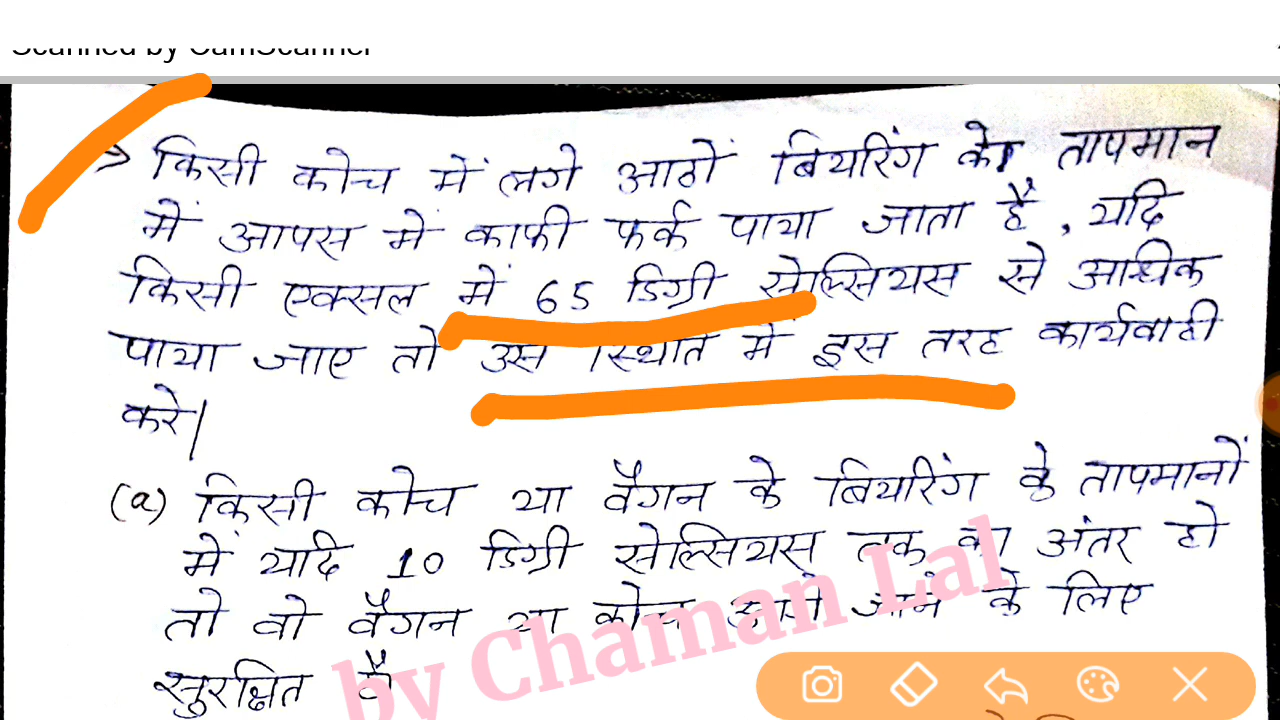 Scanned by CamScanner
→ किसी कोच में लगे आठों बियरिंग के तापमान
में आपस में काफी फर्क पाया जाता है, यदि
किसी एक्सल में 65 डिग्री सेल्सियस से अधिक
पाया जाए तो उस स्थिति में इस तरह कार्यवाही
करे|
(a) किसी कोच या वैगन के बियरिंग के तापमानों
में यदि 10 डिग्री सेल्सियस तक का अंतर हो
तो वो वैगन या कोच आगे जाने के लिए
सुरक्षित है
by Chaman Lal